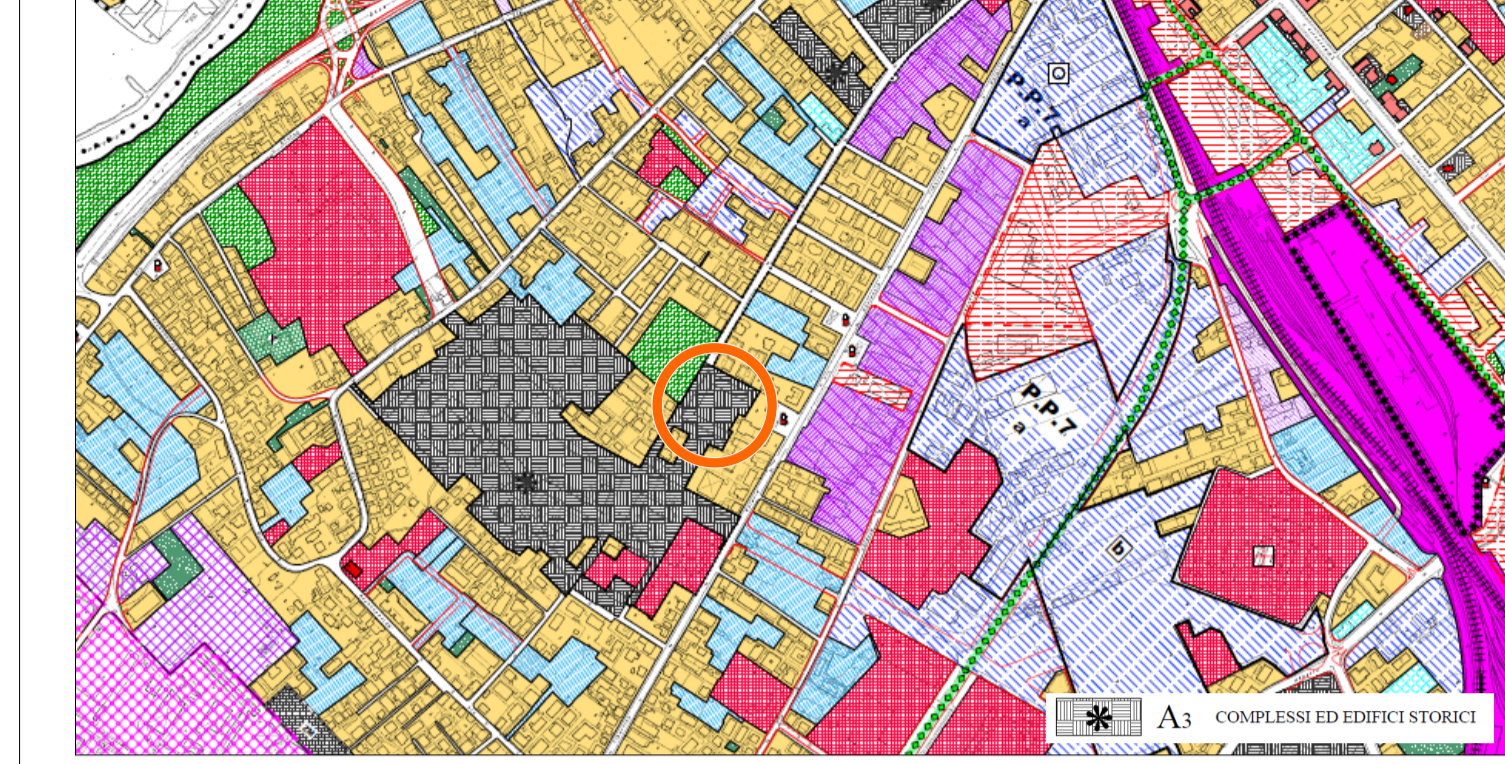 P.P.7
a
P.P.7
a
b
A3 COMPLESSI ED EDIFICI STORICI